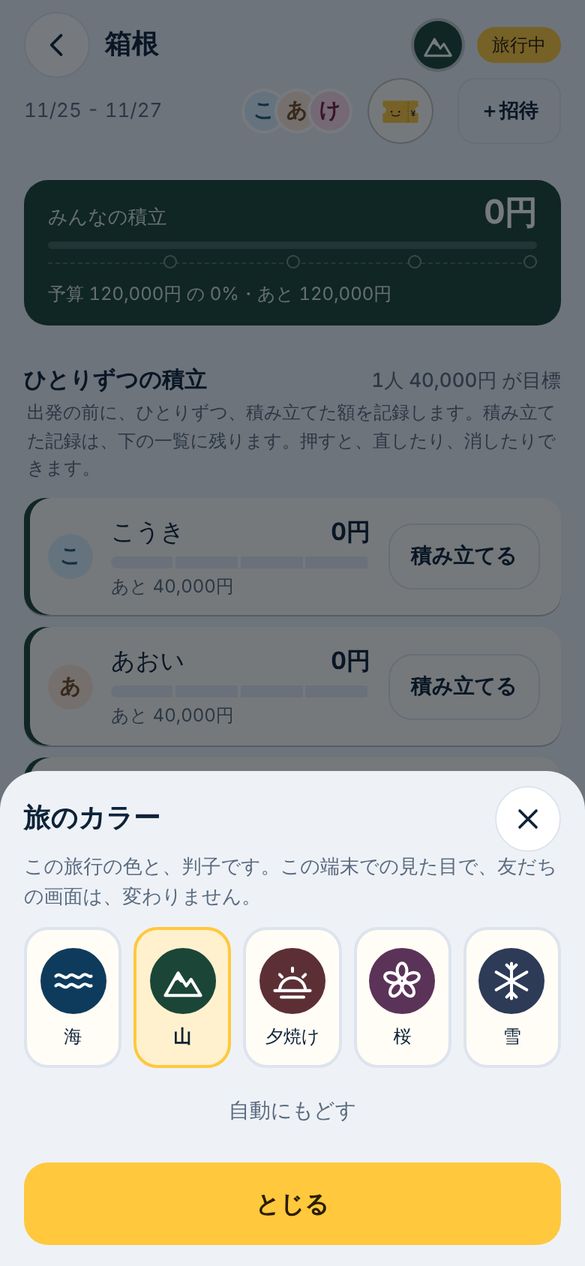 箱根
旅行中
11/25 - 11/27
こ あ け
¥
＋招待
みんなの積立
0円
予算 120,000円 の 0%・あと 120,000円
ひとりずつの積立
1人 40,000円 が目標
出発の前に、ひとりずつ、積み立てた額を記録します。積み立て
た記録は、下の一覧に残ります。押すと、直したり、消したりで
きます。
こ
こうき
0円
あと 40,000円
積み立てる
あ
あおい
0円
あと 40,000円
積み立てる
旅のカラー
この旅行の色と、判子です。この端末での見た目で、友だち
の画面は、変わりません。
海
山
夕焼け
桜
雪
自動にもどす
とじる